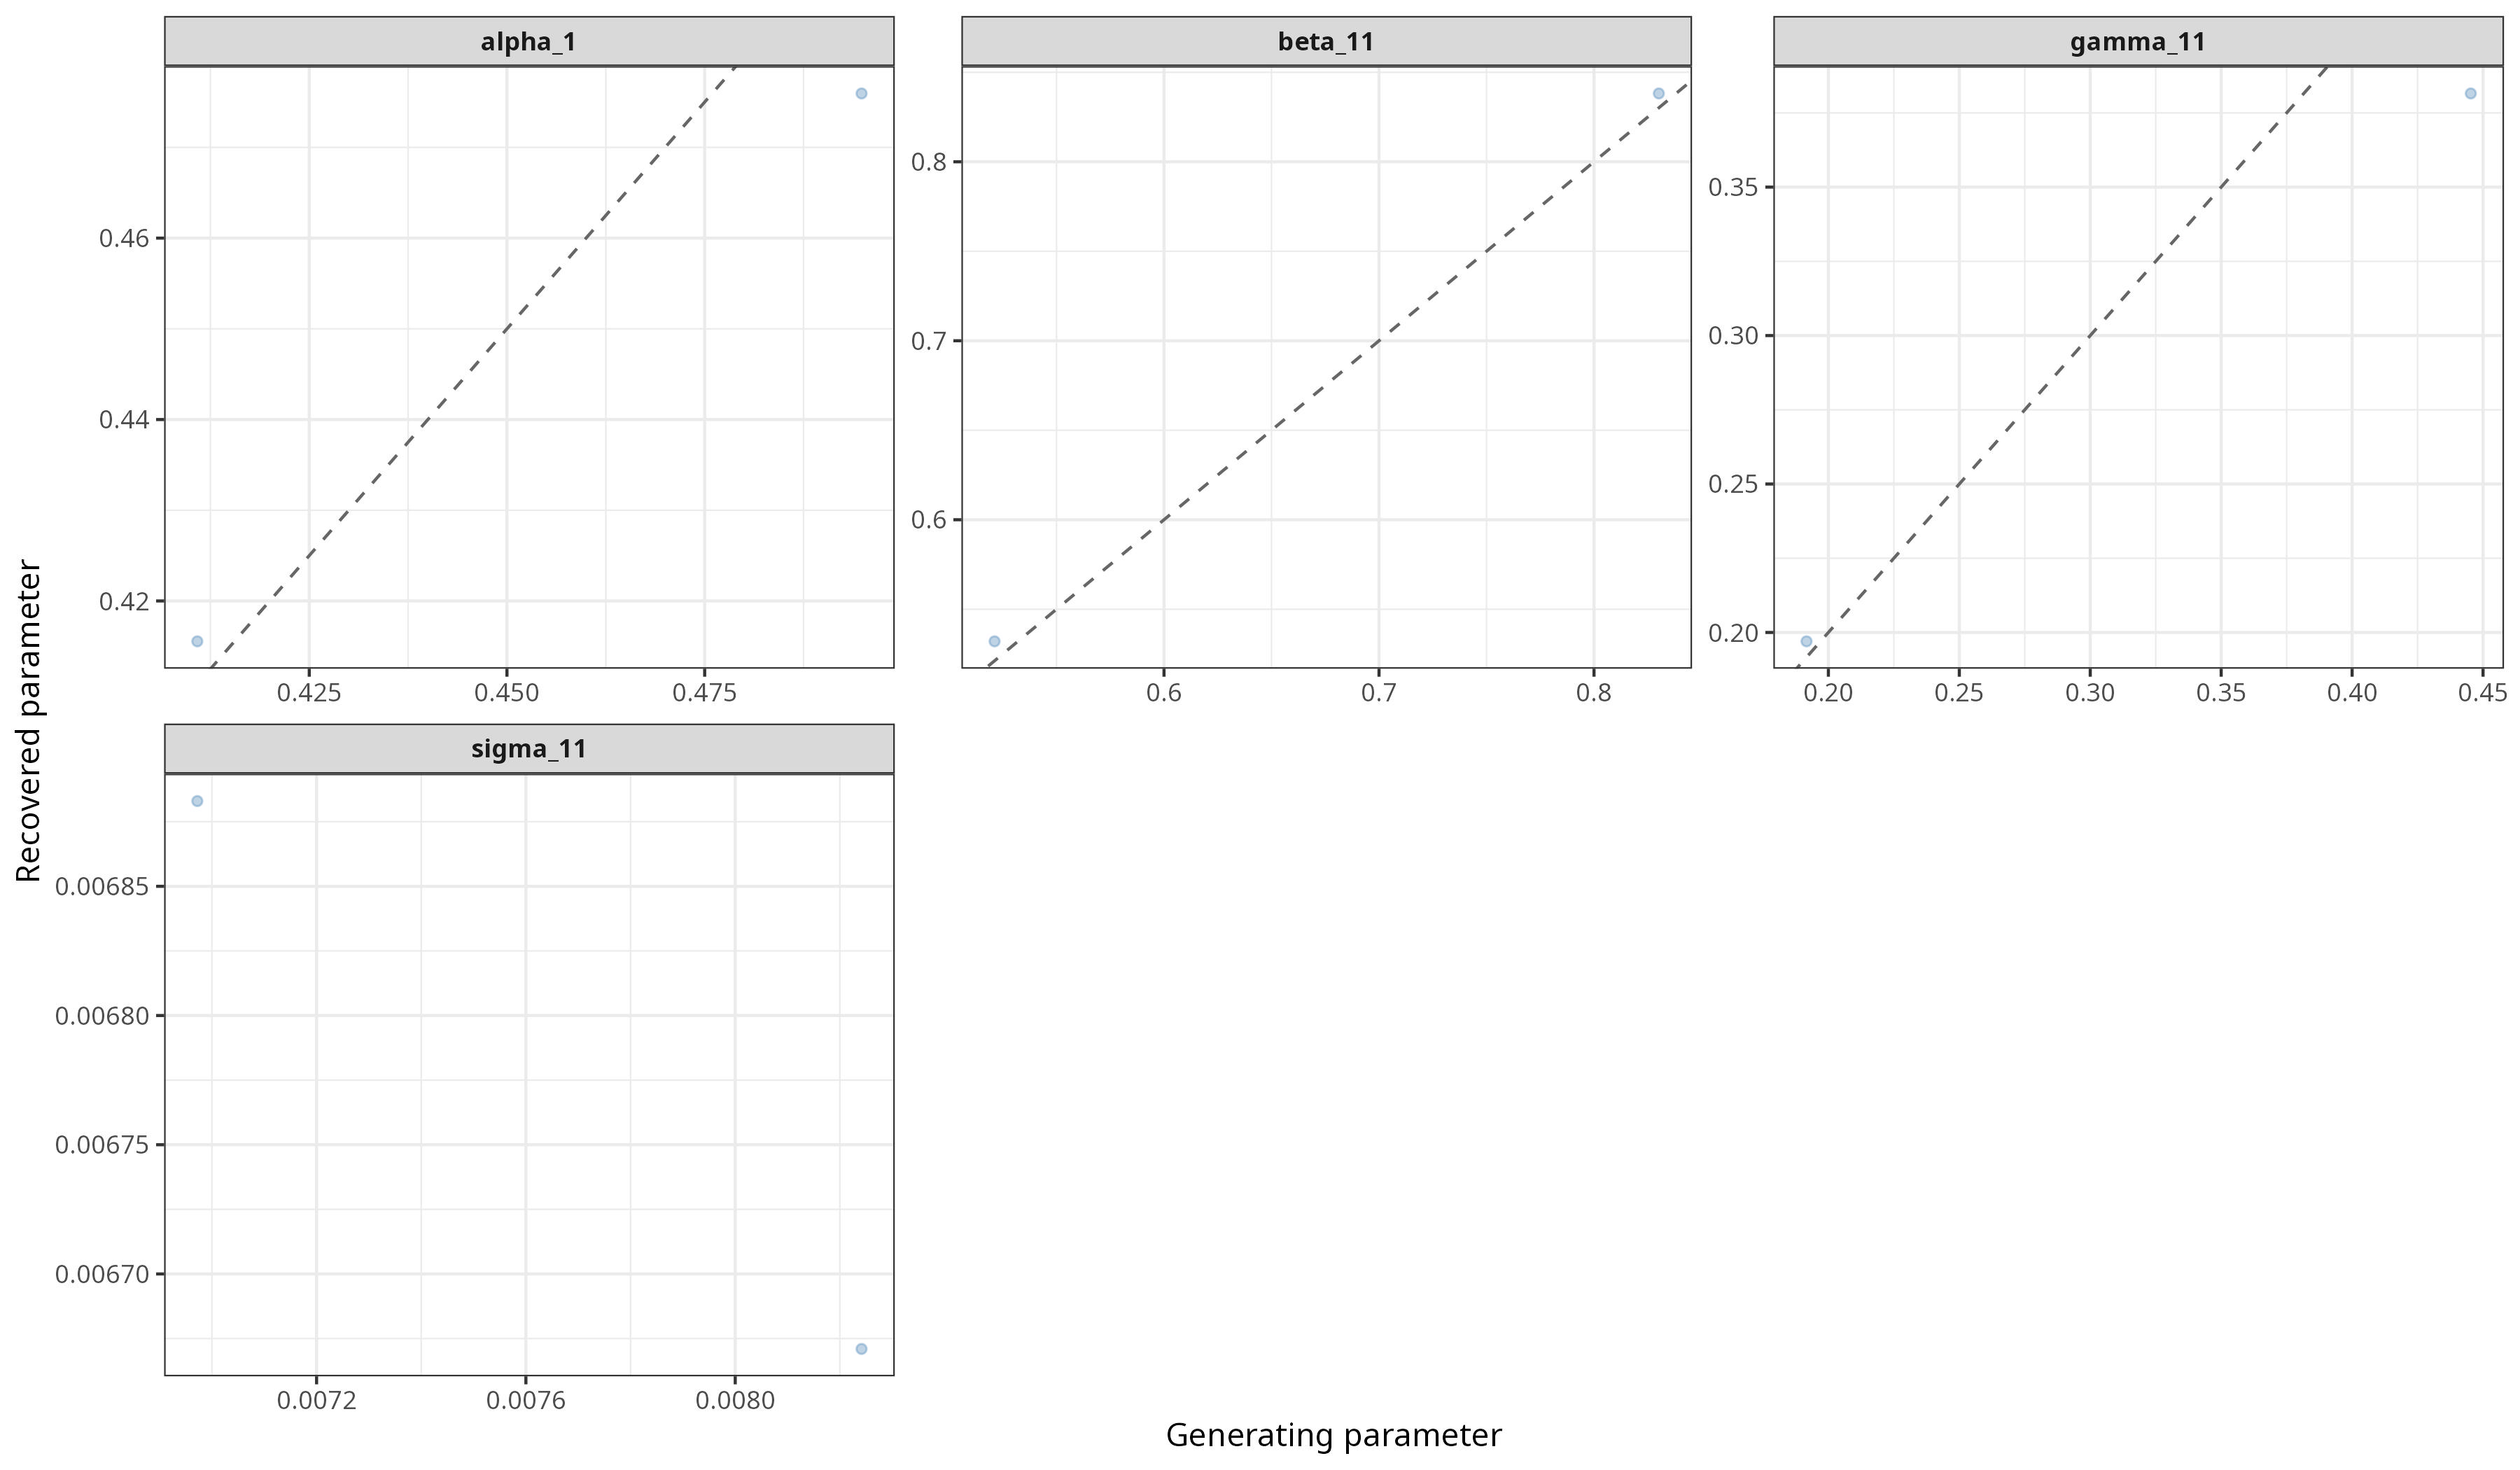 alpha_1
beta_11
gamma_11
0.46
0.44
0.42
0.425 0.450 0.475
0.8
0.7
0.6
0.6 0.7 0.8
0.35
0.30
0.25
0.20
0.20 0.25 0.30 0.35 0.40 0.45
Recovered parameter
sigma_11
0.00685
0.00680
0.00675
0.00670
0.0072 0.0076 0.0080
Generating parameter